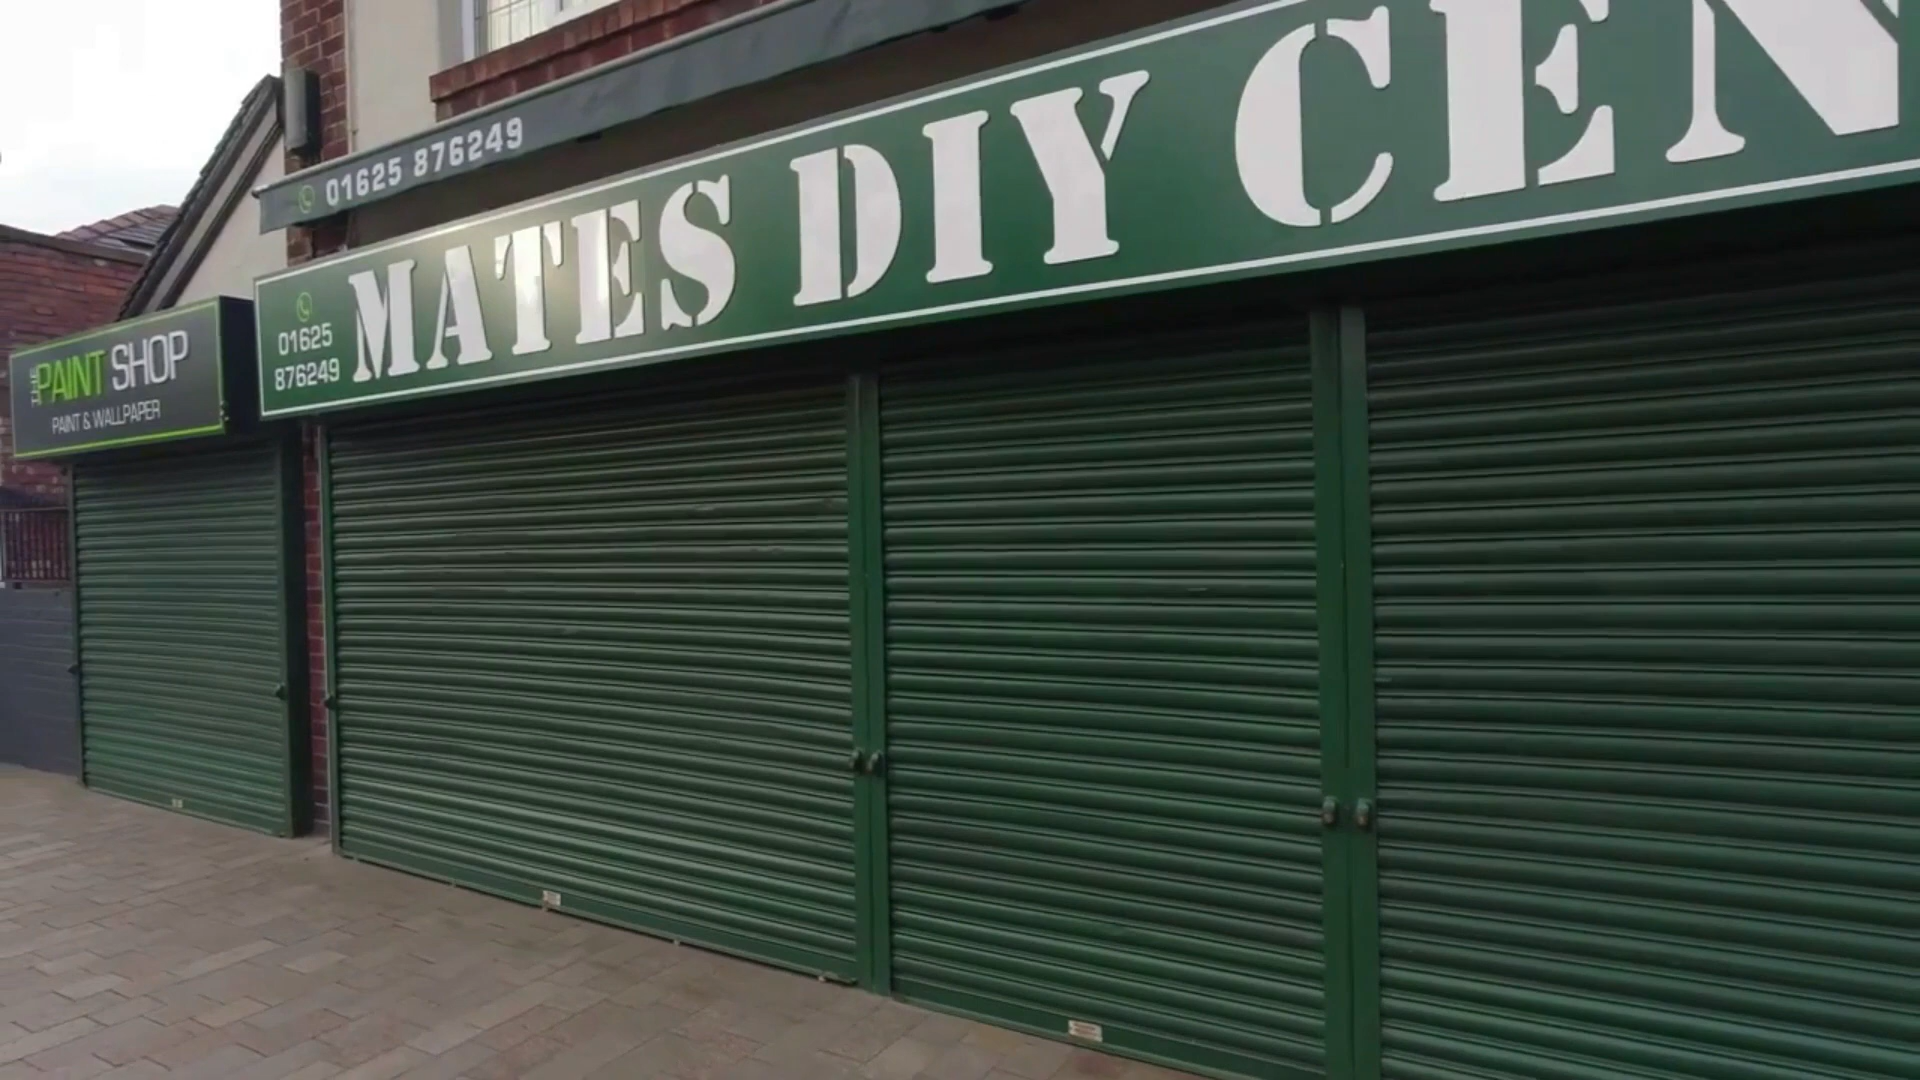 01625 876249
01625
876249
MATES DIY CEN
THE PAINT SHOP
PAINT & WALLPAPER